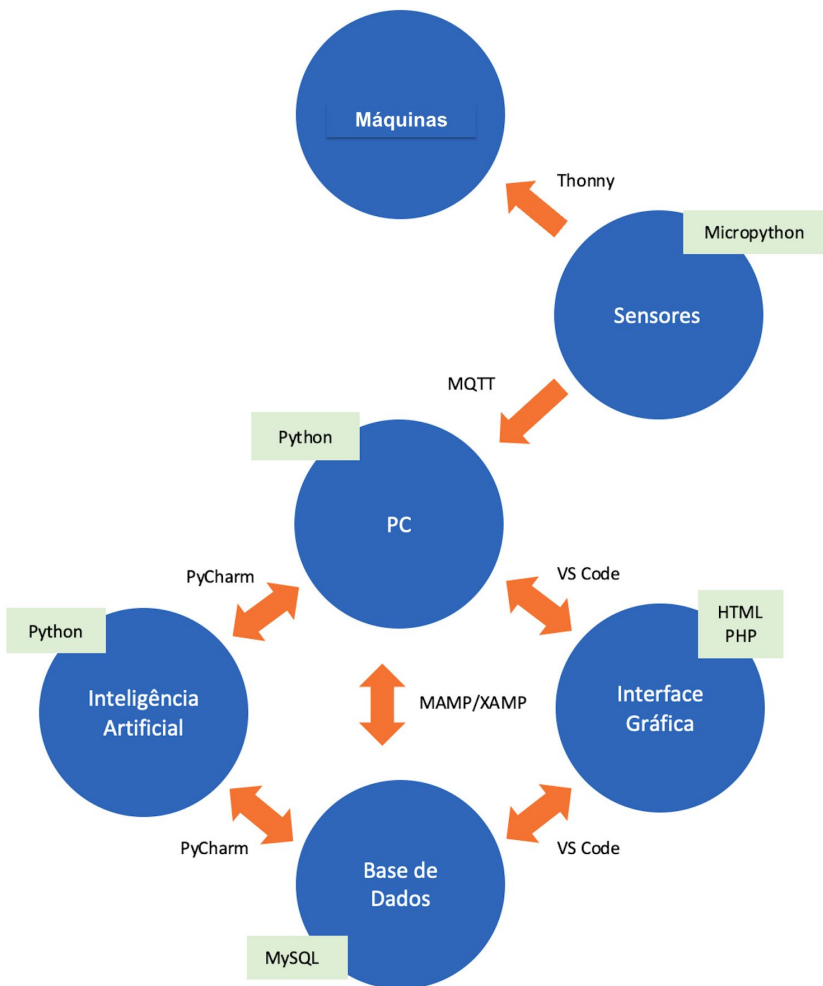 Máquinas
Thonny
Micropython
Sensores
MQTT
Python
PC
PyCharm
VS Code
Python
HTML
PHP
Inteligência
Artificial
MAMP/XAMP
Interface
Gráfica
PyCharm
VS Code
Base de
Dados
MySQL